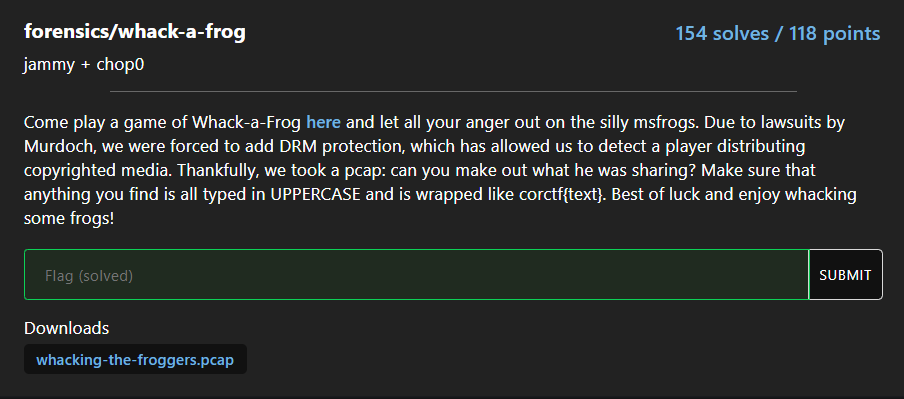 forensics/whack-a-frog
154 solves / 118 points
jammy + chop0
Come play a game of Whack-a-Frog here and let all your anger out on the silly msfrogs. Due to lawsuits by
Murdoch, we were forced to add DRM protection, which has allowed us to detect a player distributing
copyrighted media. Thankfully, we took a pcap: can you make out what he was sharing? Make sure that
anything you find is all typed in UPPERCASE and is wrapped like corctf{text}. Best of luck and enjoy whacking
some frogs!
Flag (solved)
SUBMIT
Downloads
whacking-the-froggers.pcap